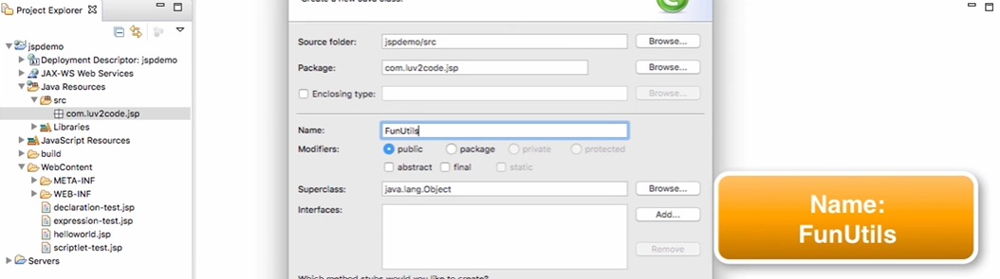 Project Explorer
jspdemo
Deployment Descriptor: jspdemo
JAX-WS Web Services
Java Resources
src
com.luv2code.jsp
Libraries
JavaScript Resources
build
WebContent
META-INF
WEB-INF
declaration-test.jsp
expression-test.jsp
helloworld.jsp
scriptlet-test.jsp
Servers
Create a new Java class.
Source folder: jspdemo/src Browse...
Package: com.luv2code.jsp Browse...
Enclosing type: Browse...
Name: FunUtils
Modifiers: public package private protected
abstract final static
Superclass: java.lang.Object Browse...
Interfaces: Add...
Remove
Which method stubs would you like to create?
Name:
FunUtils